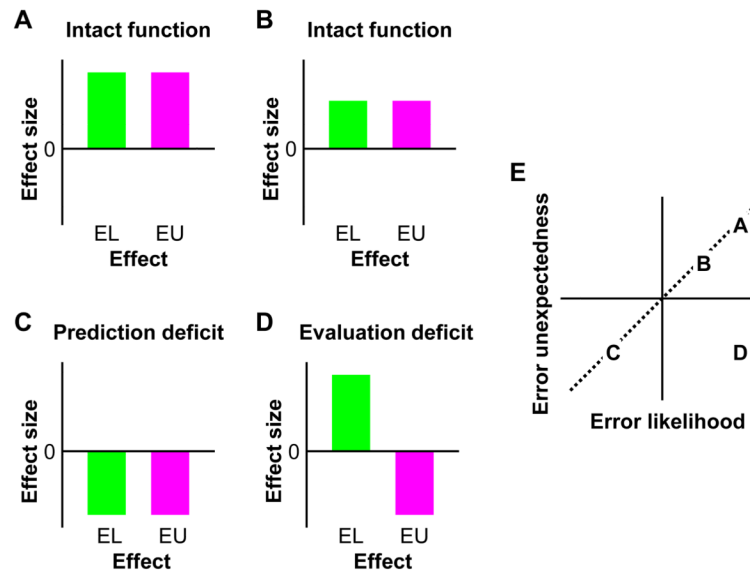 A
Intact function
Effect size
0
EL EU
Effect
B
Intact function
Effect size
0
EL EU
Effect
C
Prediction deficit
Effect size
0
EL EU
Effect
D
Evaluation deficit
Effect size
0
EL EU
Effect
E
Error unexpectedness
A
B
C
D
Error likelihood